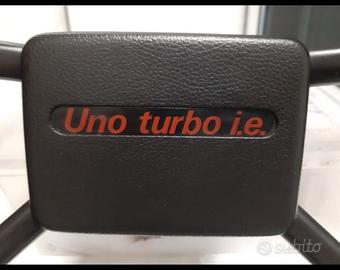 Uno turbo i.e.
subito